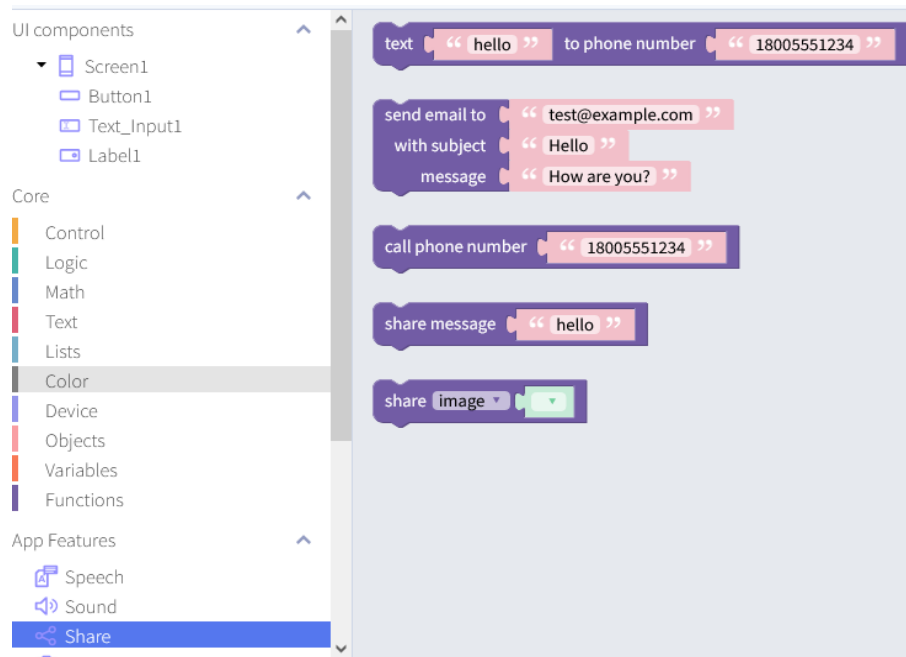 UI components
Screen1
Button1
Text_Input1
Label1
Core
Control
Logic
Math
Text
Lists
Color
Device
Objects
Variables
Functions
App Features
Speech
Sound
Share
text “ hello ” to phone number “ 18005551234 ”
send email to “ test@example.com ”
with subject “ Hello ”
message “ How are you? ”
call phone number “ 18005551234 ”
share message “ hello ”
share image